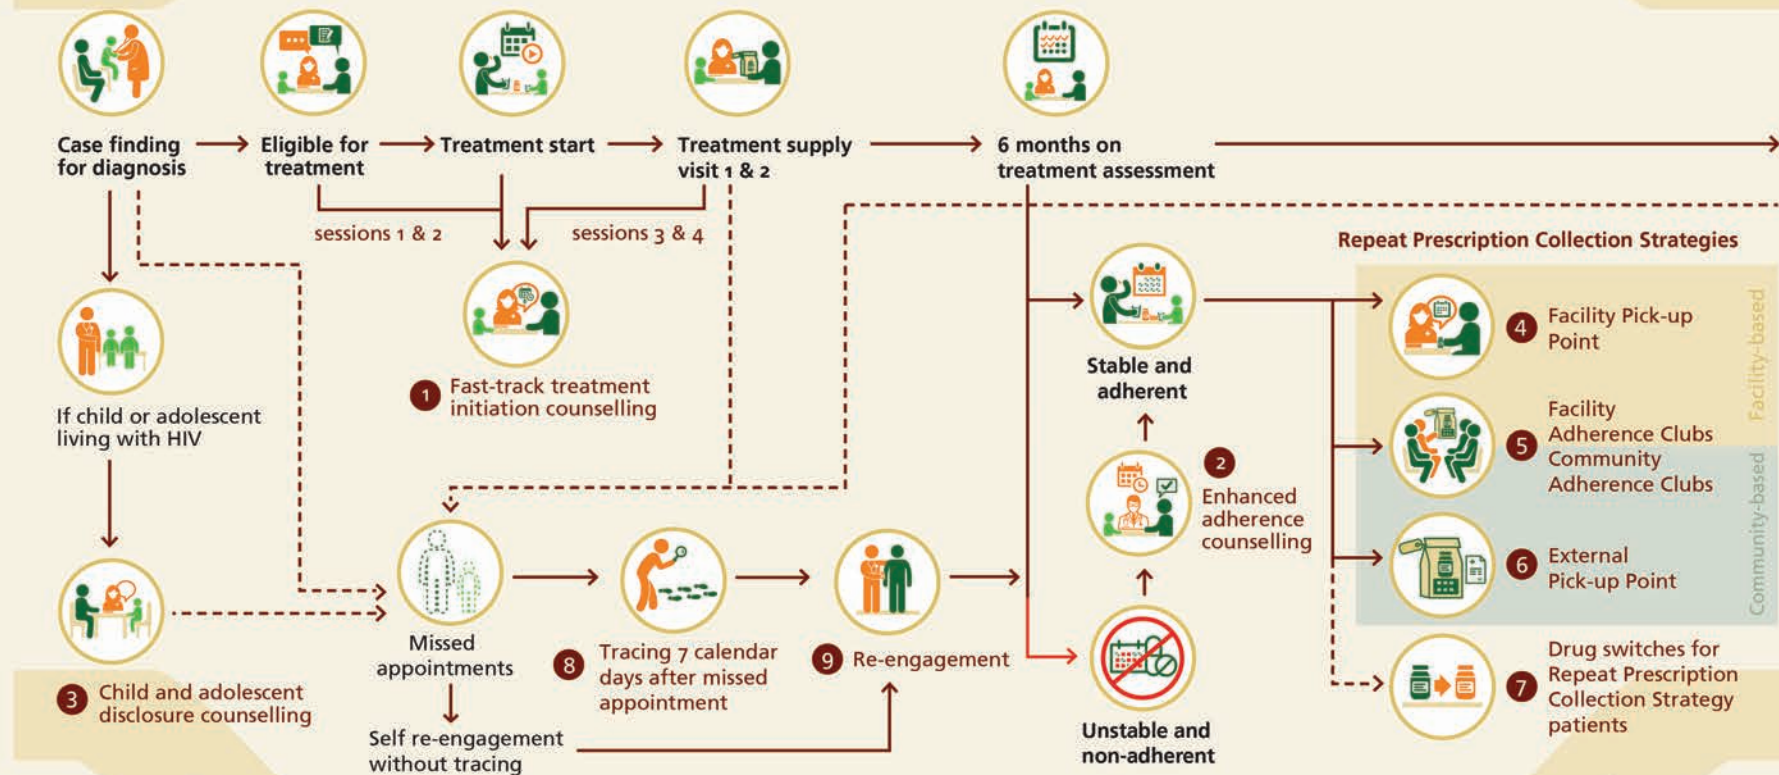 Case finding
for diagnosis
Eligible for
treatment
Treatment start
Treatment supply
visit 1 & 2
6 months on
treatment assessment
sessions 1 & 2
sessions 3 & 4
Repeat Prescription Collection Strategies
1
Fast-track treatment
initiation counselling
If child or adolescent
living with HIV
Stable and
adherent
2
Enhanced
adherence
counselling
Facility-based
4
Facility Pick-up
Point
5
Facility
Adherence Clubs
Community
Adherence Clubs
Community-based
6
External
Pick-up Point
7
Drug switches for
Repeat Prescription
Collection Strategy
patients
3
Child and adolescent
disclosure counselling
Missed
appointments
8
Tracing 7 calendar
days after missed
appointment
9
Re-engagement
Self re-engagement
without tracing
Unstable and
non-adherent